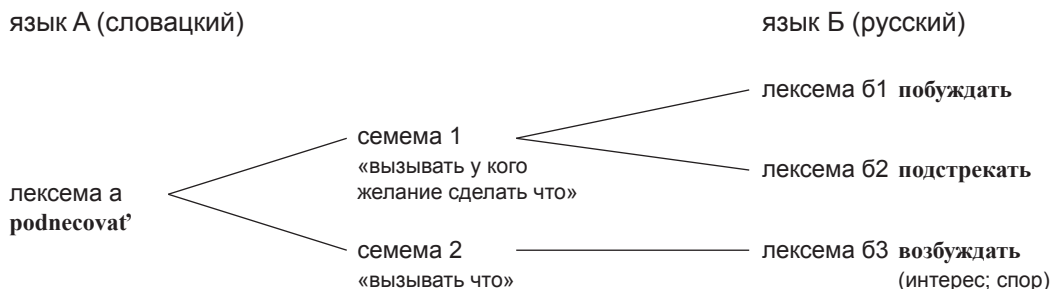 язык А (словацкий)
язык Б (русский)
лексема б1 побуждать
семема 1
«вызывать у кого
желание сделать что»
лексема б2 подстрекать
лексема а
podnecovať
семема 2
«вызывать что»
лексема б3 возбуждать
(интерес; спор)